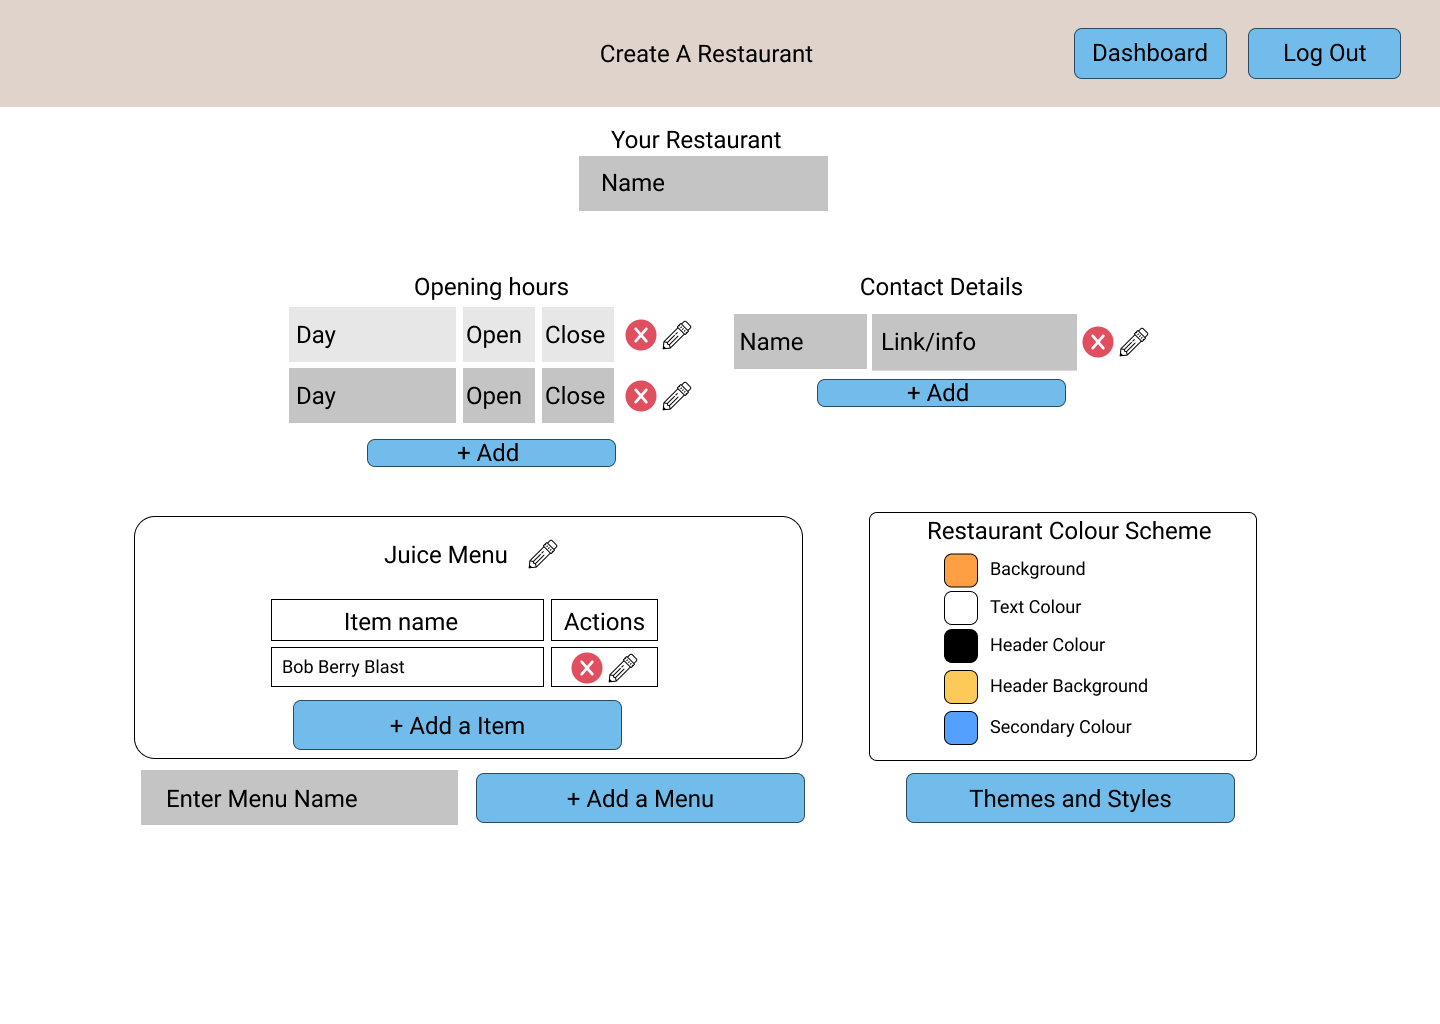 Create A Restaurant
Dashboard
Log Out
Your Restaurant
Name
Opening hours
Day Open Close
Day Open Close
+ Add
Contact Details
Name Link/info
+ Add
Juice Menu
Item name Actions
Bob Berry Blast
+ Add a Item
Enter Menu Name
+ Add a Menu
Restaurant Colour Scheme
Background
Text Colour
Header Colour
Header Background
Secondary Colour
Themes and Styles